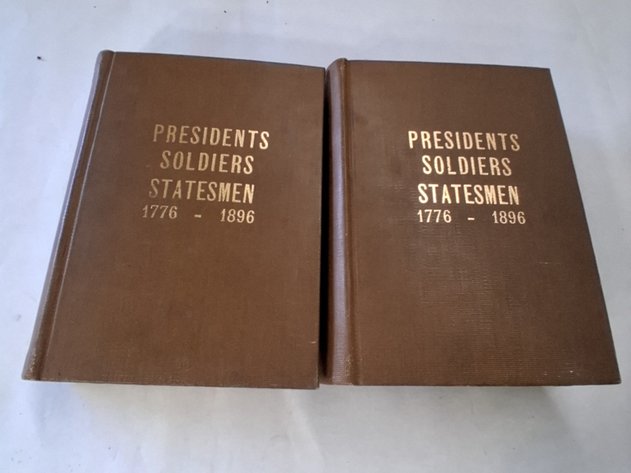 PRESIDENTS
SOLDIERS
STATESMEN
1776 - 1896
PRESIDENTS
SOLDIERS
STATESMEN
1776 - 1896